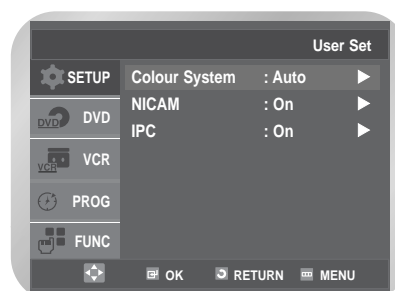 User Set
SETUP
Colour System : Auto
DVD DVD
NICAM : On
IPC : On
VCR VCR
PROG
FUNC
OK RETURN MENU